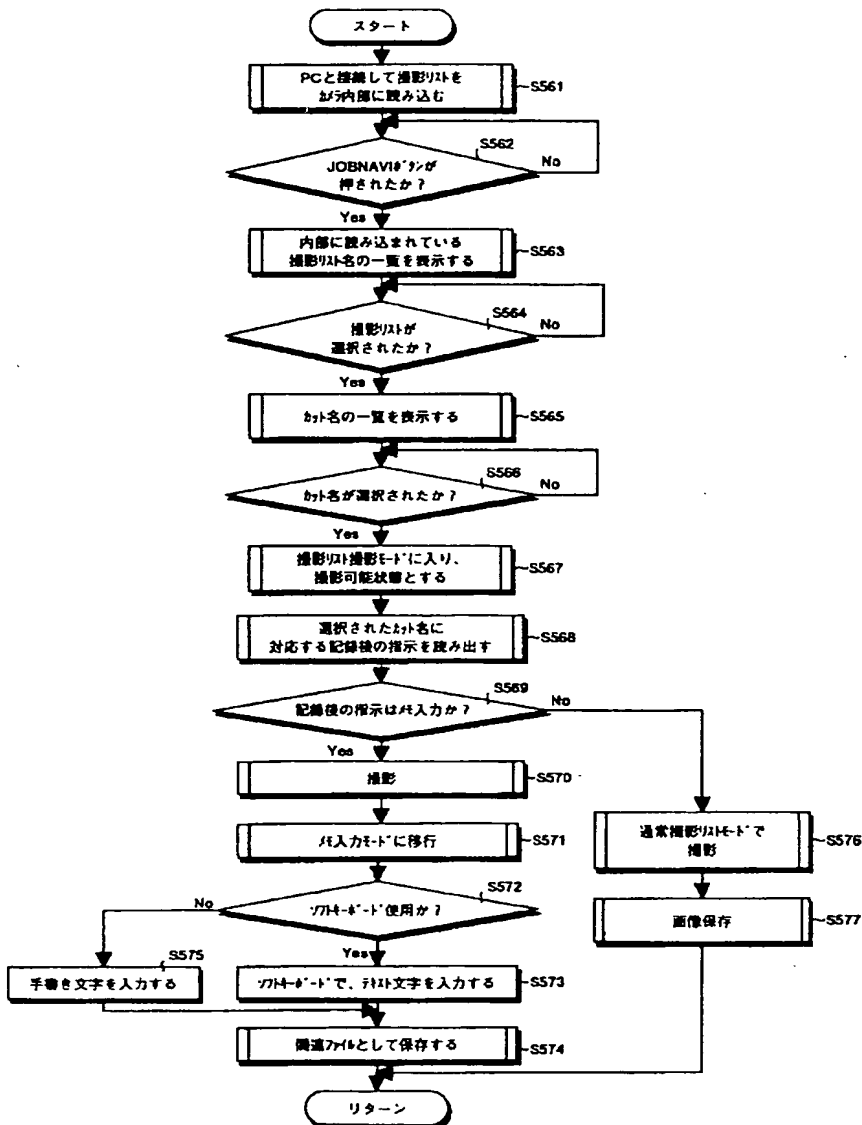 スタート
PCと接続して撮影リストを
カメラ内部に読み込む
S561
S562
JOBNAVIボタンが
押されたか?
No
Yes
内部に読み込まれている
撮影リスト名の一覧を表示する
S563
S564
撮影リストが
選択されたか?
No
Yes
カット名の一覧を表示する
S565
S566
カット名が選択されたか?
No
Yes
撮影リスト撮影モードに入り、
撮影可能状態とする
S567
選択されたカット名に
対応する記録後の指示を読み出す
S568
S569
記録後の指示はメモ入力か?
No
Yes
撮影
S570
メモ入力モードに移行
S571
通常撮影リストモードで
撮影
S576
S572
ソフトキーボード使用か?
No
Yes
画像保存
S577
S575
手書き文字を入力する
ソフトキーボードで、テキスト文字を入力する
S573
関連ファイルとして保存する
S574
リターン